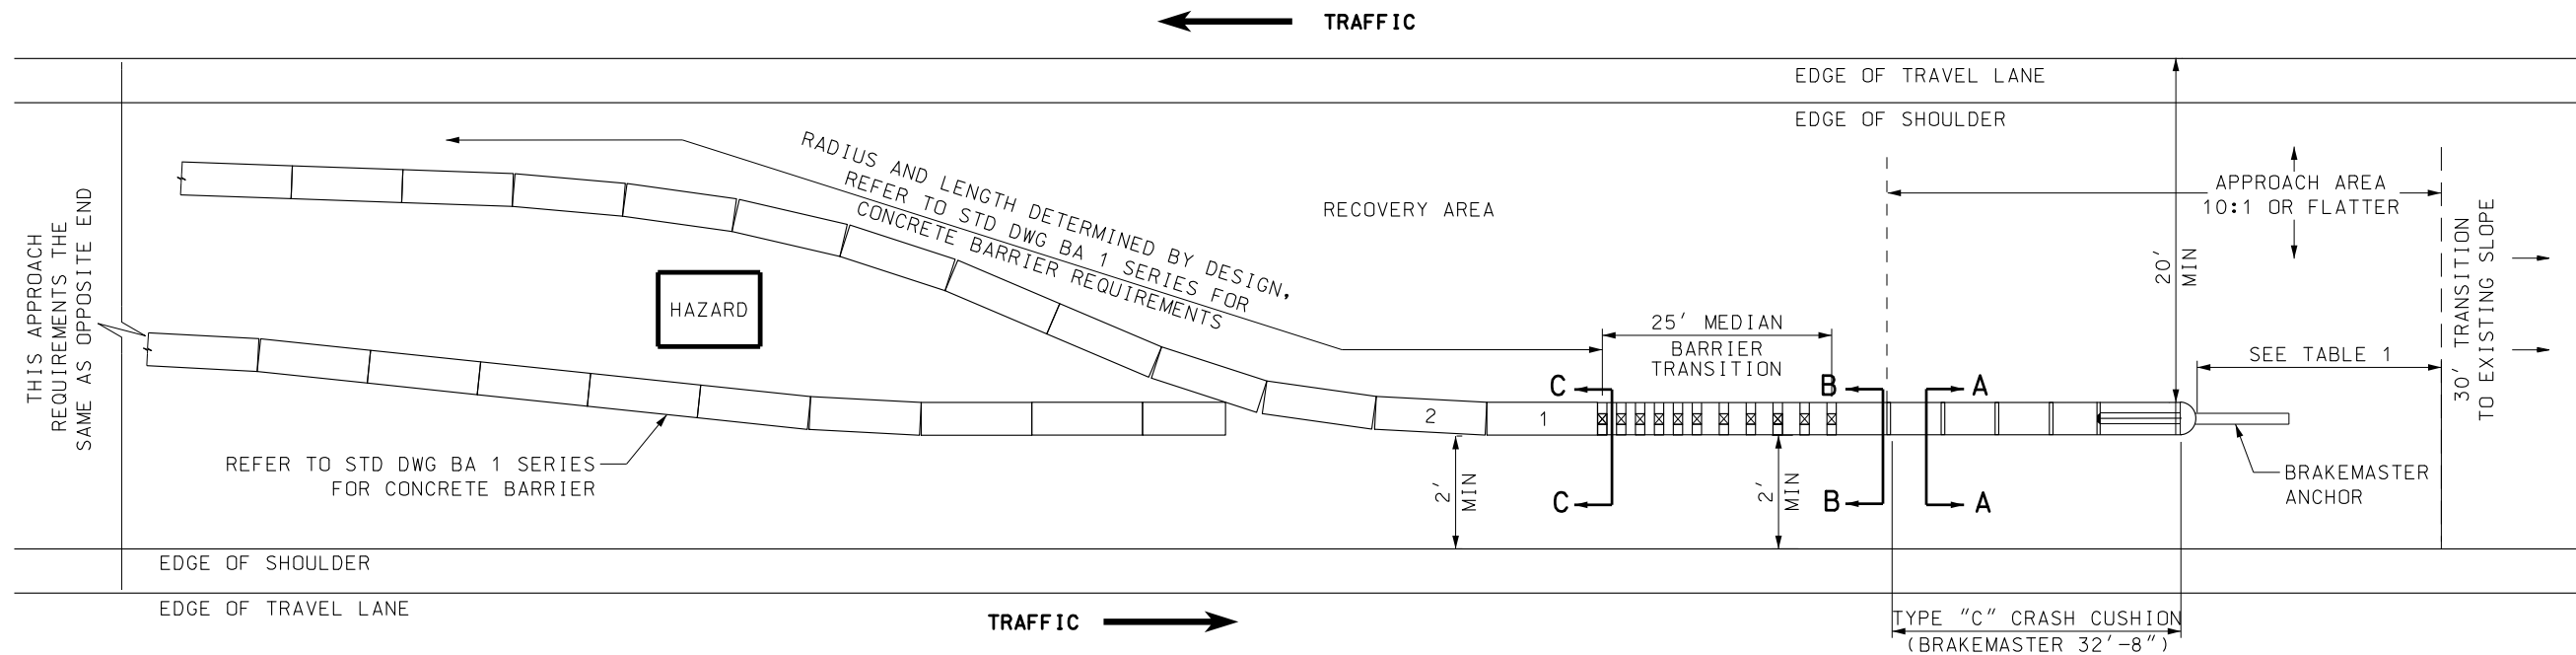 TRAFFIC
EDGE OF TRAVEL LANE
EDGE OF SHOULDER
RADIUS AND LENGTH DETERMINED BY DESIGN,
REFER TO STD DWG BA 1 SERIES FOR
CONCRETE BARRIER REQUIREMENTS
RECOVERY AREA
APPROACH AREA
10:1 OR FLATTER
THIS APPROACH
REQUIREMENTS THE
SAME AS OPPOSITE END
HAZARD
20'
MIN
30' TRANSITION
TO EXISTING SLOPE
25' MEDIAN
BARRIER
TRANSITION
SEE TABLE 1
C
B
A
2
1
REFER TO STD DWG BA 1 SERIES
FOR CONCRETE BARRIER
2'
MIN
2'
MIN
C
B
A
BRAKEMASTER
ANCHOR
EDGE OF SHOULDER
EDGE OF TRAVEL LANE
TRAFFIC
TYPE "C" CRASH CUSHION
(BRAKEMASTER 32'-8")